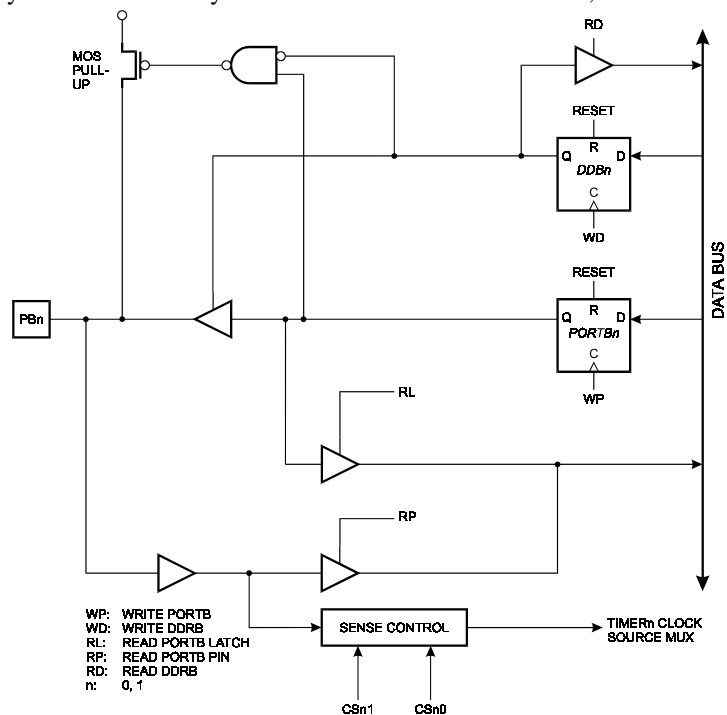 RD
MOS
PULL-
UP
RESET
R
Q
D
DDBn
C
WD
DATA BUS
RESET
R
Q
D
PBn
PORTBn
C
WP
RL
RP
WP: WRITE PORTB
WD: WRITE DDRB
RL: READ PORTB LATCH
RP: READ PORTB PIN
RD: READ DDRB
n: 0, 1
SENSE CONTROL
TIMERn CLOCK
SOURCE MUX
CSn1
CSn0